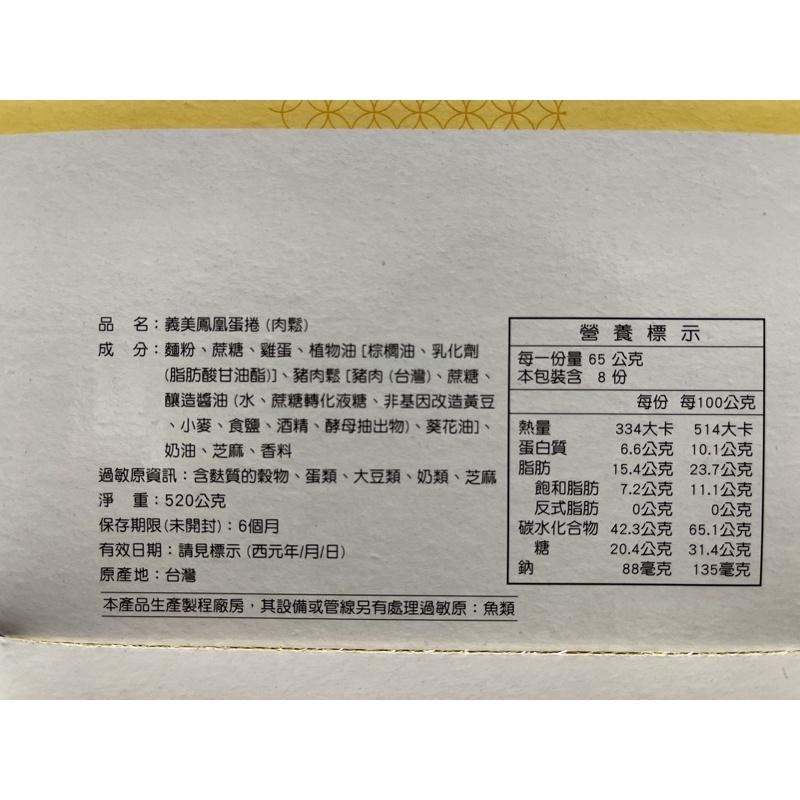 品　名：義美鳳凰蛋捲 (肉鬆)
成　分：麵粉、蔗糖、雞蛋、植物油 [棕櫚油、乳化劑
(脂肪酸甘油酯)]、豬肉鬆 [豬肉 (台灣)、蔗糖、
釀造醬油 (水、蔗糖轉化液糖、非基因改造黃豆
、小麥、食鹽、酒精、酵母抽出物)、葵花油]、
奶油、芝麻、香料
過敏原資訊：含麩質的穀物、蛋類、大豆類、奶類、芝麻
淨　重：520公克
保存期限(未開封)：6個月
有效日期：請見標示 (西元年/月/日)
原產地：台灣
本產品生產製程廠房，其設備或管線另有處理過敏原：魚類
營養標示
每一份量 65 公克
本包裝含 8 份
每份 每100公克
熱量 334大卡 514大卡
蛋白質 6.6公克 10.1公克
脂肪 15.4公克 23.7公克
飽和脂肪 7.2公克 11.1公克
反式脂肪 0公克 0公克
碳水化合物 42.3公克 65.1公克
糖 20.4公克 31.4公克
鈉 88毫克 135毫克